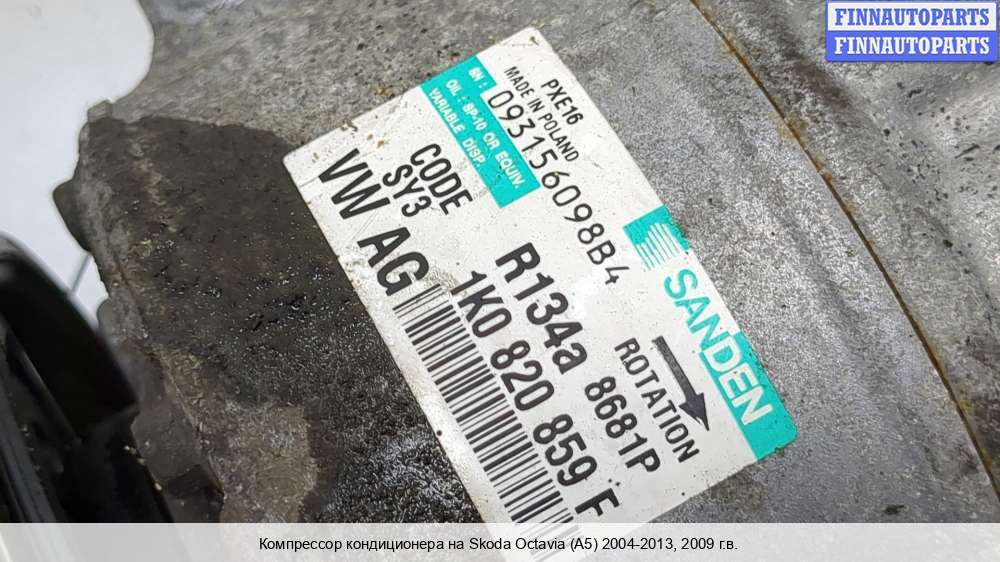 FINNAUTOPARTS
FINNAUTOPARTS
SANDEN
PXE16
MADE IN POLAND
SN :
093156098B4
OIL : SP-10 OR EQUIV.
VARIABLE DISP.
ROTATION
R134a 8681P
CODE
SY3
1K0 820 859 F
VW AG
Компрессор кондиционера на Skoda Octavia (A5) 2004-2013, 2009 г.в.